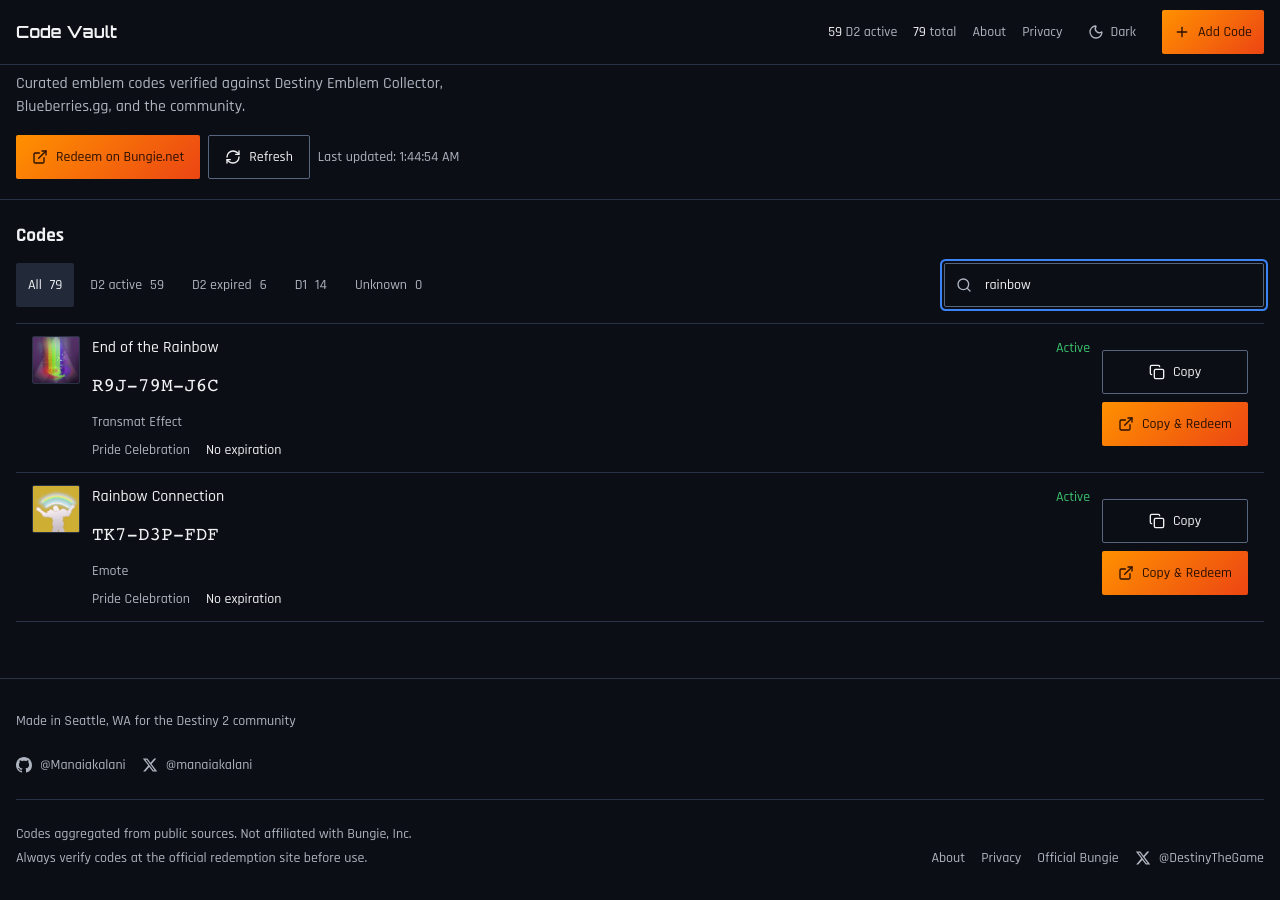 Code Vault
59 D2 active 79 total About Privacy Dark Add Code
Curated emblem codes verified against Destiny Emblem Collector,
Blueberries.gg, and the community.
Redeem on Bungie.net Refresh Last updated: 1:44:54 AM
Codes
All 79 D2 active 59 D2 expired 6 D1 14 Unknown 0 rainbow
End of the Rainbow Active
R9J-79M-J6C
Copy
Transmat Effect
Copy & Redeem
Pride Celebration No expiration
Rainbow Connection Active
TK7-D3P-FDF
Copy
Emote
Copy & Redeem
Pride Celebration No expiration
Made in Seattle, WA for the Destiny 2 community
@Manaiakalani @manaiakalani
Codes aggregated from public sources. Not affiliated with Bungie, Inc.
Always verify codes at the official redemption site before use.
About Privacy Official Bungie @DestinyTheGame